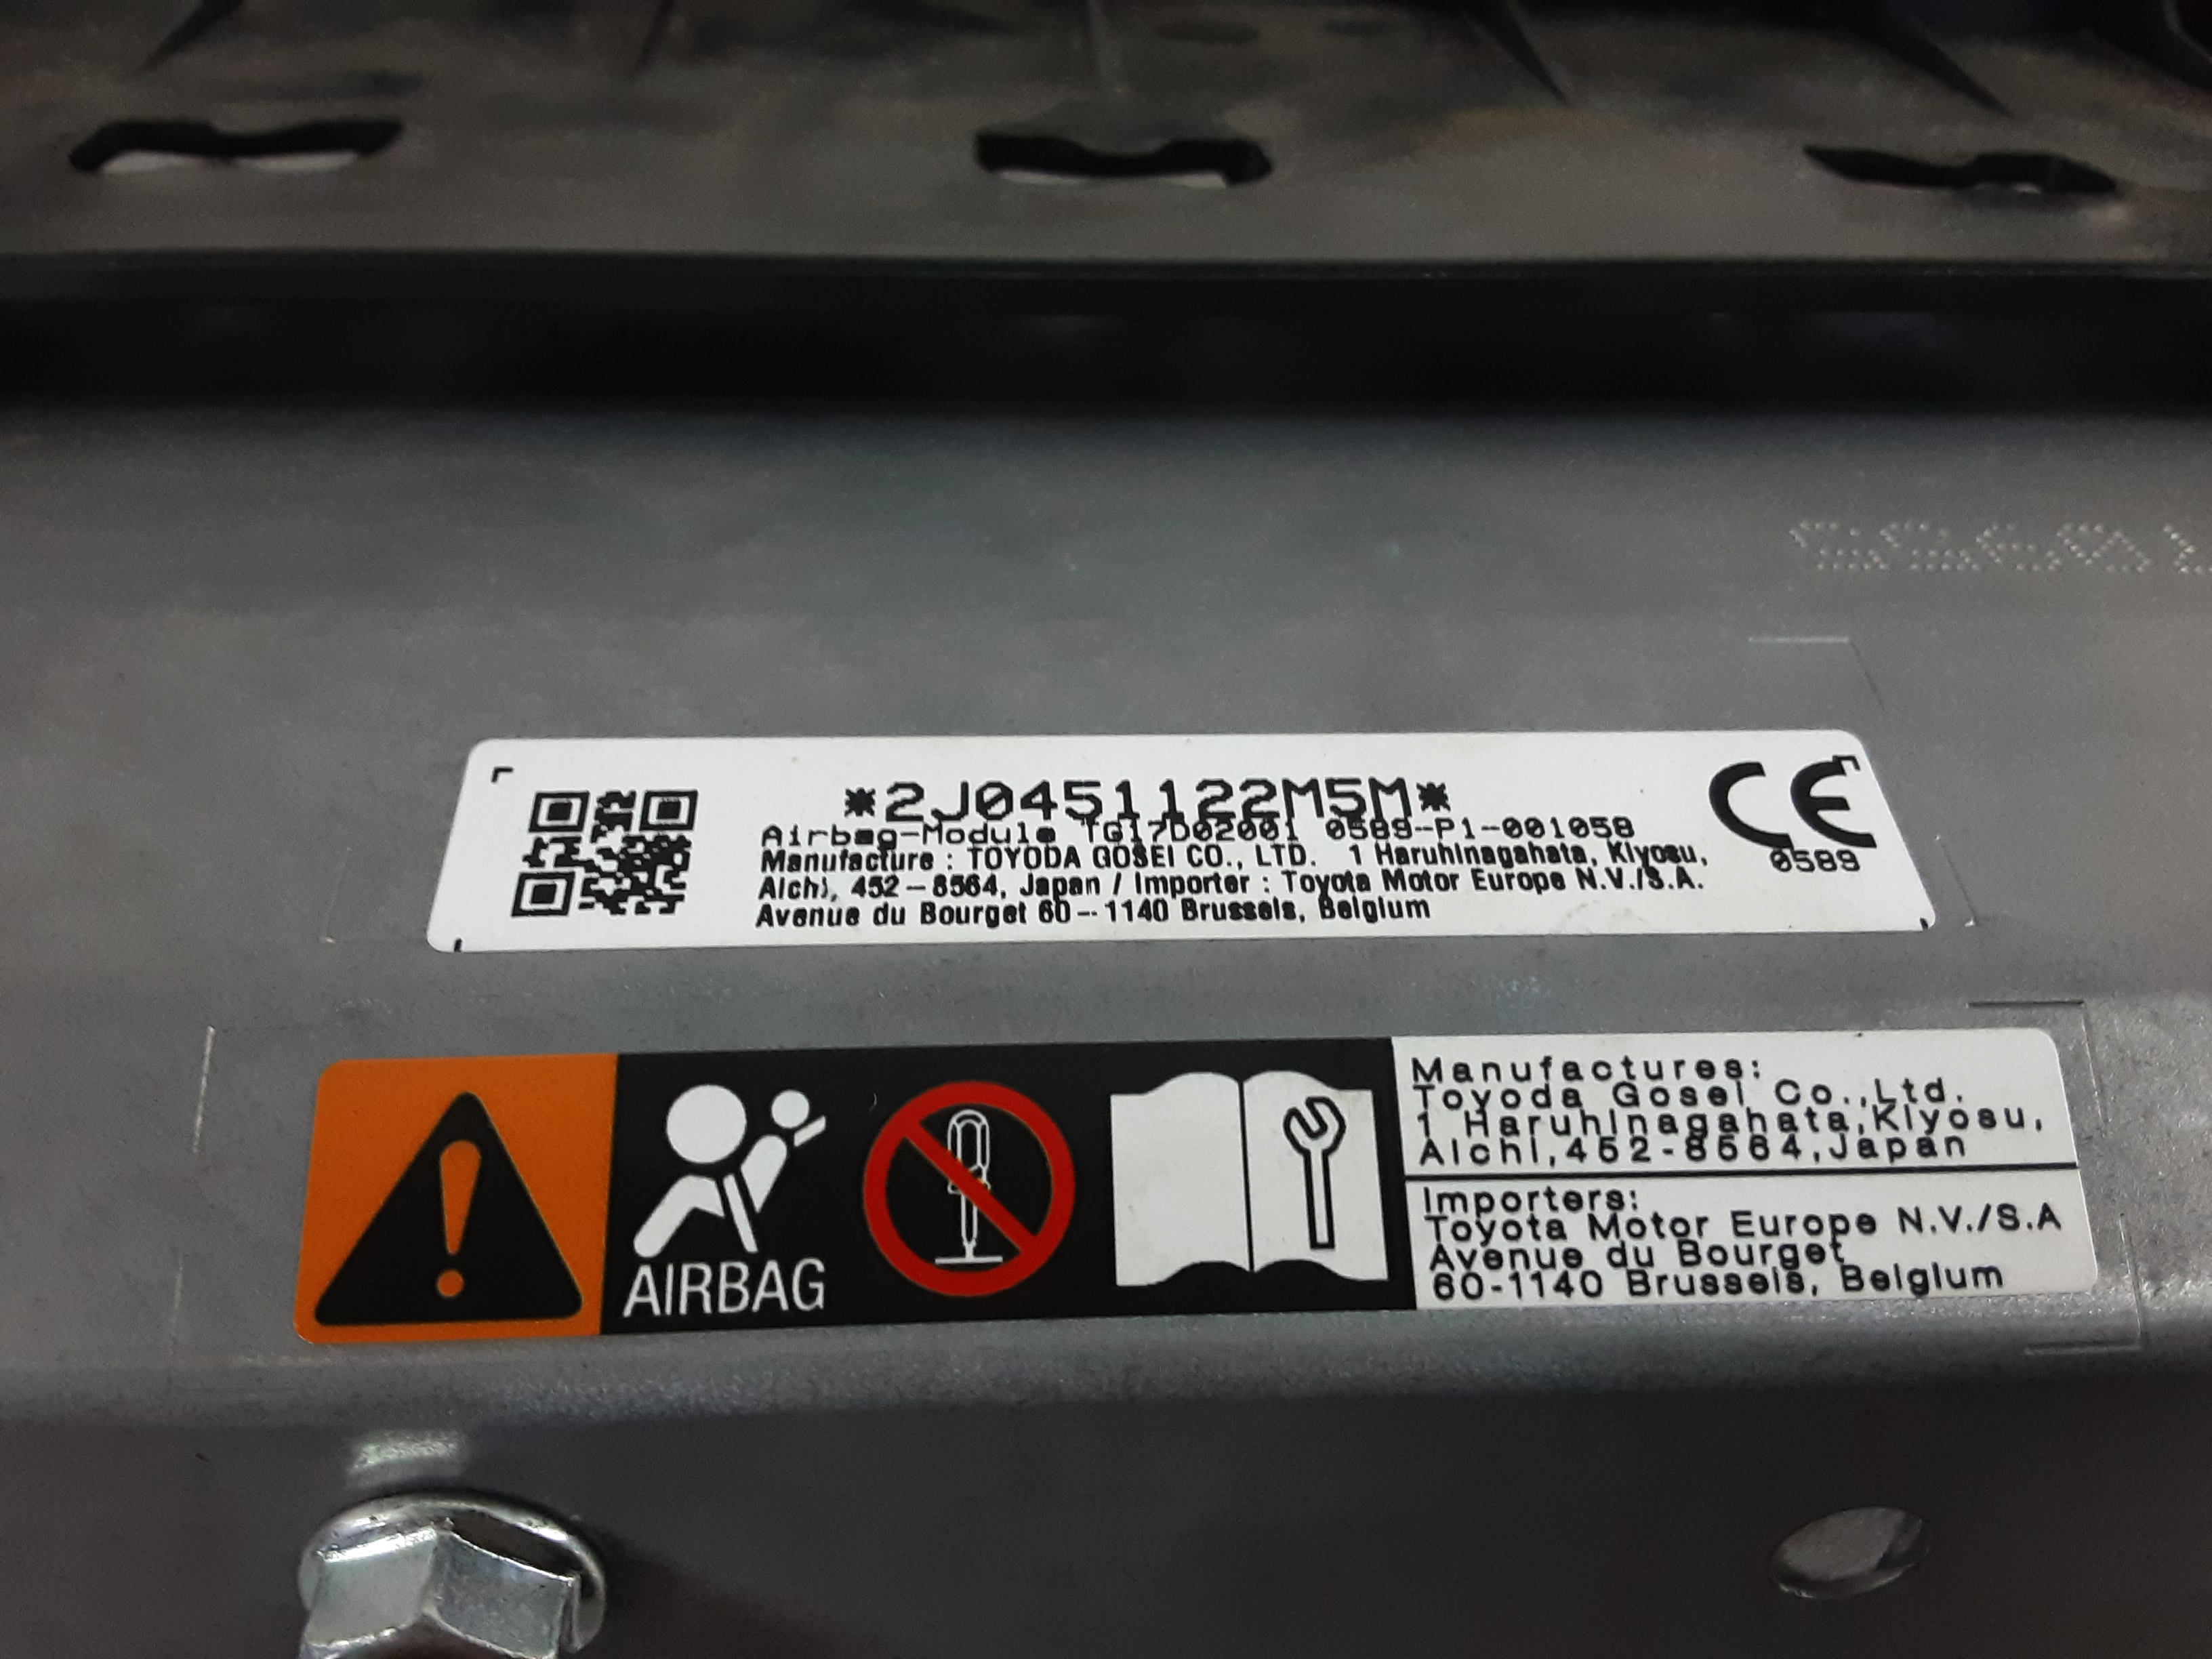 *2J0451122M5M*
Airbag-Module TG17D02001 0589-P1-001058
Manufacture : TOYODA GOSEI CO., LTD. 1 Haruhinagahata, Kiyosu,
Aichi, 452-8564, Japan / Importer : Toyota Motor Europe N.V./S.A.
Avenue du Bourget 60-1140 Brussels, Belgium
CE
0589
AIRBAG
Manufactures:
Toyoda Gosei Co.,Ltd.
1 Haruhinagahata,Kiyosu,
Aichi,452-8564,Japan
Importers:
Toyota Motor Europe N.V./S.A
Avenue du Bourget
60-1140 Brussels, Belgium